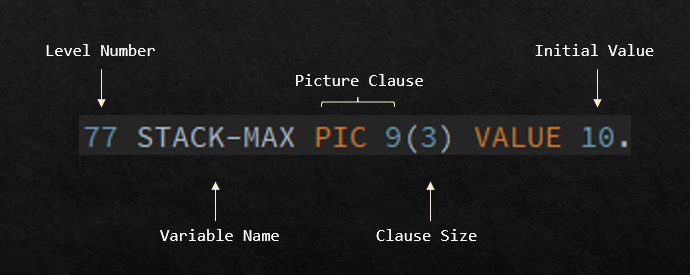 Level Number
Initial Value
Picture Clause
77 STACK-MAX PIC 9(3) VALUE 10.
Variable Name
Clause Size